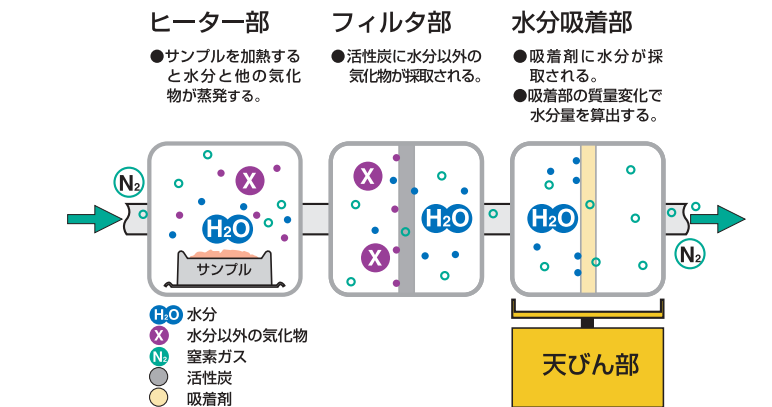 ヒーター部
●サンプルを加熱する
と水分と他の気化
物が蒸発する。
フィルタ部
●活性炭に水分以外の
気化物が採取される。
水分吸着部
●吸着剤に水分が採
取される。
●吸着部の質量変化で
水分量を算出する。
N₂
X
H₂O
サンプル
X
H₂O
X
H₂O
N₂
H₂O 水分
X 水分以外の気化物
N₂ 窒素ガス
活性炭
吸着剤
天びん部